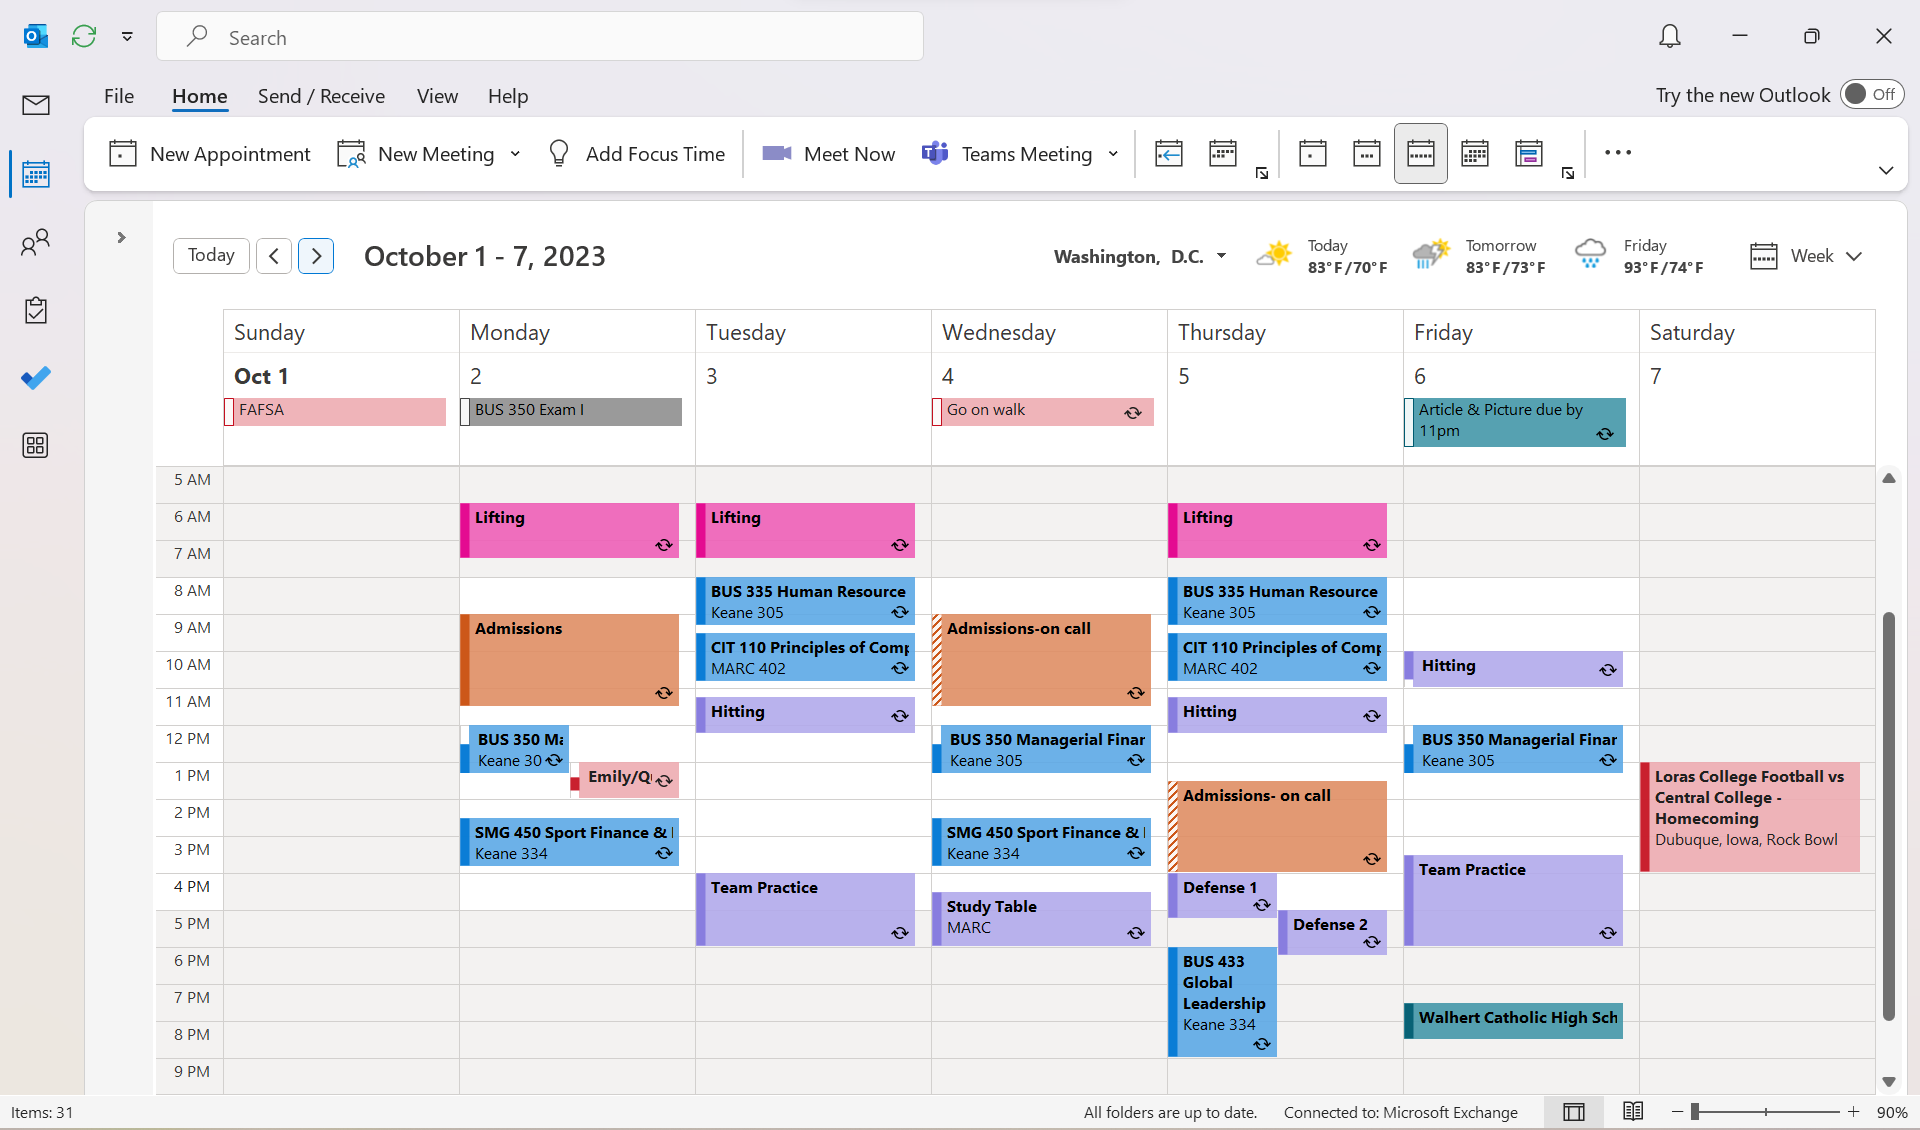 Search
File Home Send / Receive View Help
Try the new Outlook Off
New Appointment New Meeting Add Focus Time Meet Now Teams Meeting
Today October 1 - 7, 2023
Washington, D.C.
Today
83°F/70°F
Tomorrow
83°F/73°F
Friday
93°F/74°F
Week
Sunday Monday Tuesday Wednesday Thursday Friday Saturday
Oct 1 2 3 4 5 6 7
FAFSA
BUS 350 Exam I
Go on walk
Article & Picture due by
11pm
5 AM
6 AM
7 AM
8 AM
9 AM
10 AM
11 AM
12 PM
1 PM
2 PM
3 PM
4 PM
5 PM
6 PM
7 PM
8 PM
9 PM
Lifting
Admissions
BUS 350 Ma
Keane 30
Emily/Q
SMG 450 Sport Finance &
Keane 334
Lifting
BUS 335 Human Resource
Keane 305
CIT 110 Principles of Comp
MARC 402
Hitting
Team Practice
Admissions-on call
BUS 350 Managerial Finan
Keane 305
SMG 450 Sport Finance &
Keane 334
Study Table
MARC
Lifting
BUS 335 Human Resource
Keane 305
CIT 110 Principles of Comp
MARC 402
Hitting
Admissions- on call
Defense 1
Defense 2
BUS 433
Global
Leadership
Keane 334
Hitting
BUS 350 Managerial Finan
Keane 305
Team Practice
Walhert Catholic High Sch
Loras College Football vs
Central College -
Homecoming
Dubuque, Iowa, Rock Bowl
Items: 31
All folders are up to date. Connected to: Microsoft Exchange 90%